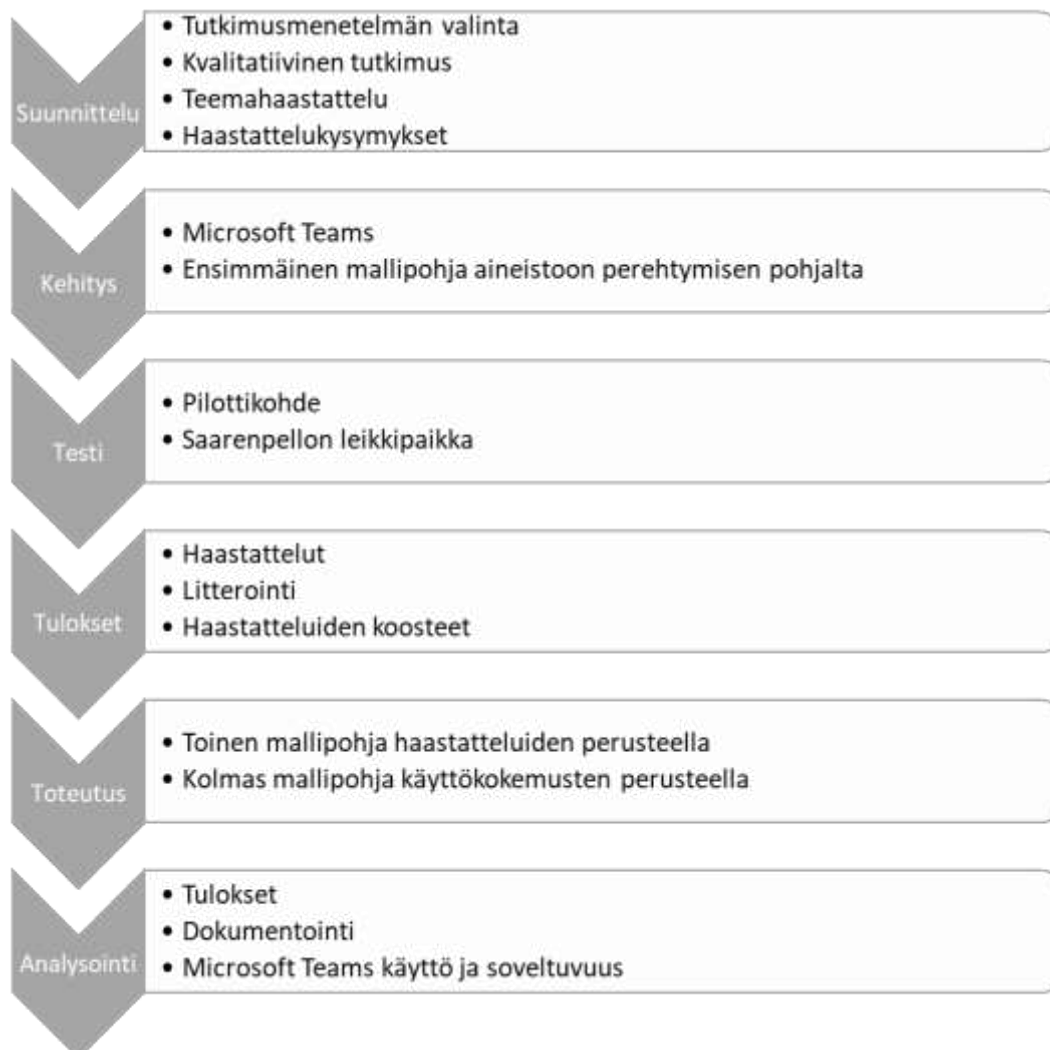 Suunnittelu
• Tutkimusmenetelmän valinta
• Kvalitatiivinen tutkimus
• Teemahaastattelu
• Haastattelukysymykset
Kehitys
• Microsoft Teams
• Ensimmäinen mallipohja aineistoon perehtymisen pohjalta
Testi
• Pilottikohde
• Saarenpellon leikkipaikka
Tulokset
• Haastattelut
• Litterointi
• Haastatteluiden koosteet
Toteutus
• Toinen mallipohja haastatteluiden perusteella
• Kolmas mallipohja käyttökokemusten perusteella
Analysointi
• Tulokset
• Dokumentointi
• Microsoft Teams käyttö ja soveltuvuus